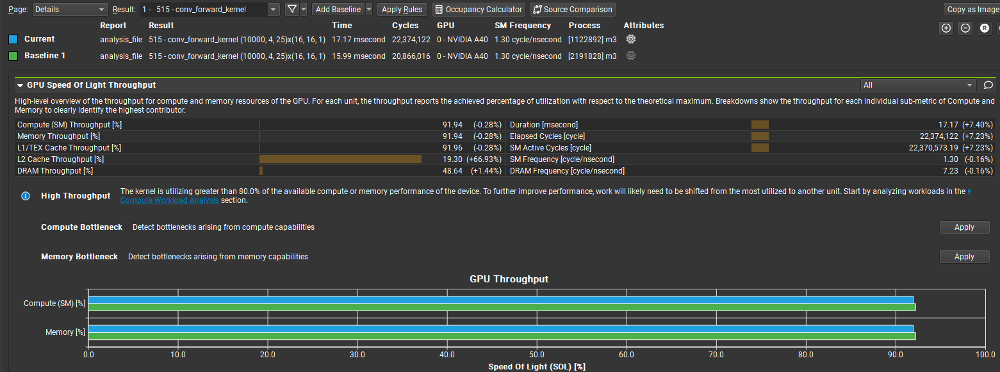 Page: Details Result: 1 - 515 - conv_forward_kernel Add Baseline Apply Rules Occupancy Calculator Source Comparison Copy as Image
Report Result Time Cycles GPU SM Frequency Process Attributes
R
Current analysis_file 515 - conv_forward_kernel (10000, 4, 25)x(16, 16, 1) 17.17 msecond 22,374,122 0 - NVIDIA A40 1.30 cycle/nsecond [1122892] m3
Baseline 1 analysis_file 515 - conv_forward_kernel (10000, 4, 25)x(16, 16, 1) 15.99 msecond 20,866,016 0 - NVIDIA A40 1.30 cycle/nsecond [2191828] m3
GPU Speed Of Light Throughput All
High-level overview of the throughput for compute and memory resources of the GPU. For each unit, the throughput reports the achieved percentage of utilization with respect to the theoretical maximum. Breakdowns show the throughput for each individual sub-metric of Compute and
Memory to clearly identify the highest contributor.
Compute (SM) Throughput [%] 91.94 (-0.28%) Duration [msecond] 17.17 (+7.40%)
Memory Throughput [%] 91.94 (-0.28%) Elapsed Cycles [cycle] 22,374,122 (+7.23%)
L1/TEX Cache Throughput [%] 91.96 (-0.28%) SM Active Cycles [cycle] 22,370,573.19 (+7.23%)
L2 Cache Throughput [%] 19.30 (+66.93%) SM Frequency [cycle/nsecond] 1.30 (-0.16%)
DRAM Throughput [%] 48.64 (+1.44%) DRAM Frequency [cycle/nsecond] 7.23 (-0.16%)
High Throughput The kernel is utilizing greater than 80.0% of the available compute or memory performance of the device. To further improve performance, work will likely need to be shifted from the most utilized to another unit. Start by analyzing workloads in the
Compute Workload Analysis section.
Compute Bottleneck Detect bottlenecks arising from compute capabilities Apply
Memory Bottleneck Detect bottlenecks arising from memory capabilities Apply
GPU Throughput
Compute (SM) [%]
Memory [%]
0.0 10.0 20.0 30.0 40.0 50.0 60.0 70.0 80.0 90.0 100.0
Speed Of Light (SOL) [%]